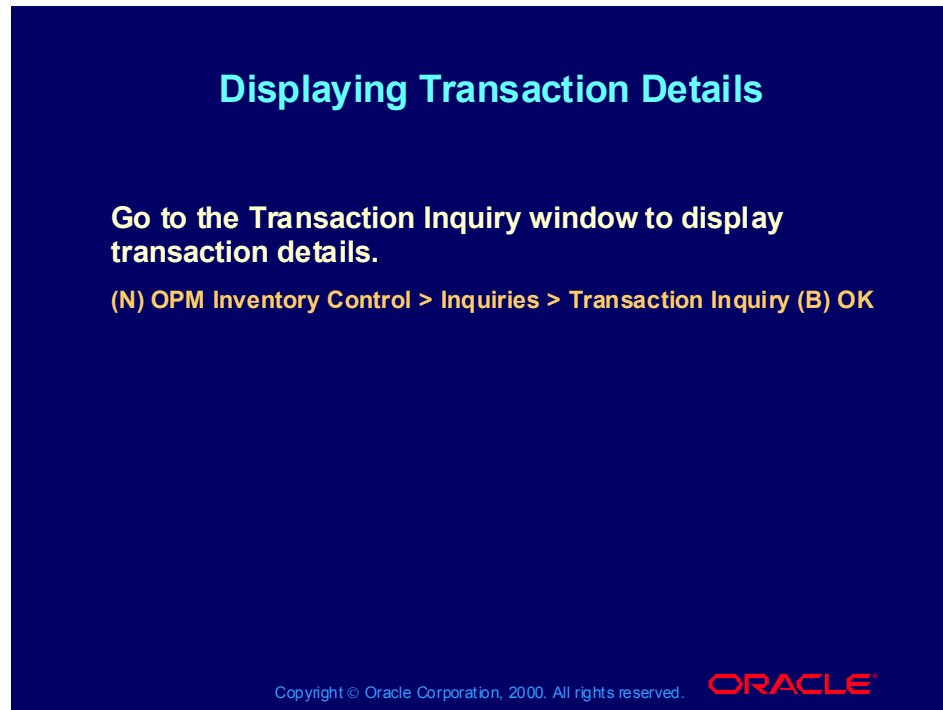 Displaying Transaction Details
Go to the Transaction Inquiry window to display
transaction details.
(N) OPM Inventory Control > Inquiries > Transaction Inquiry (B) OK
Copyright © Oracle Corporation, 2000. All rights reserved.
ORACLE®